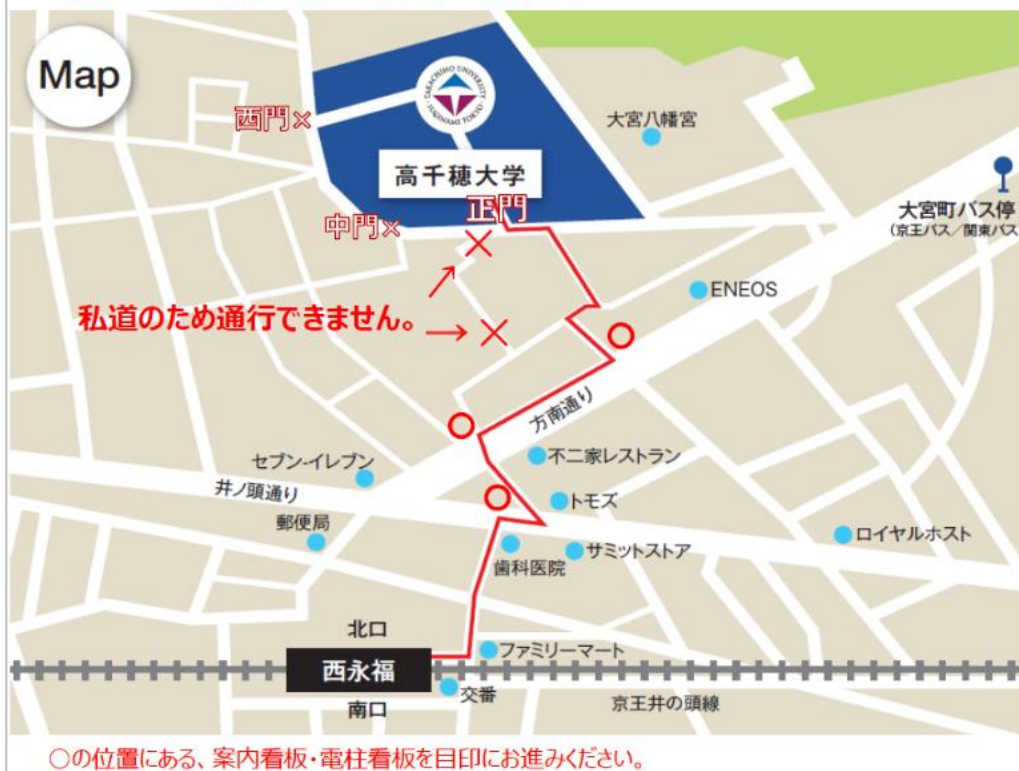 Map
TAKACHIHO UNIVERSITY
SUGINAMI TOKYO
西門×
大宮八幡宮
高千穂大学
正門
中門×
大宮町バス停
(京王バス/関東バス)
ENEOS
私道のため通行できません。
方南通り
不二家レストラン
セブン-イレブン
井ノ頭通り
トモズ
郵便局
ロイヤルホスト
サミットストア
歯科医院
北口
ファミリーマート
西永福
交番
京王井の頭線
南口
○の位置にある、案内看板・電柱看板を目印にお進みください。